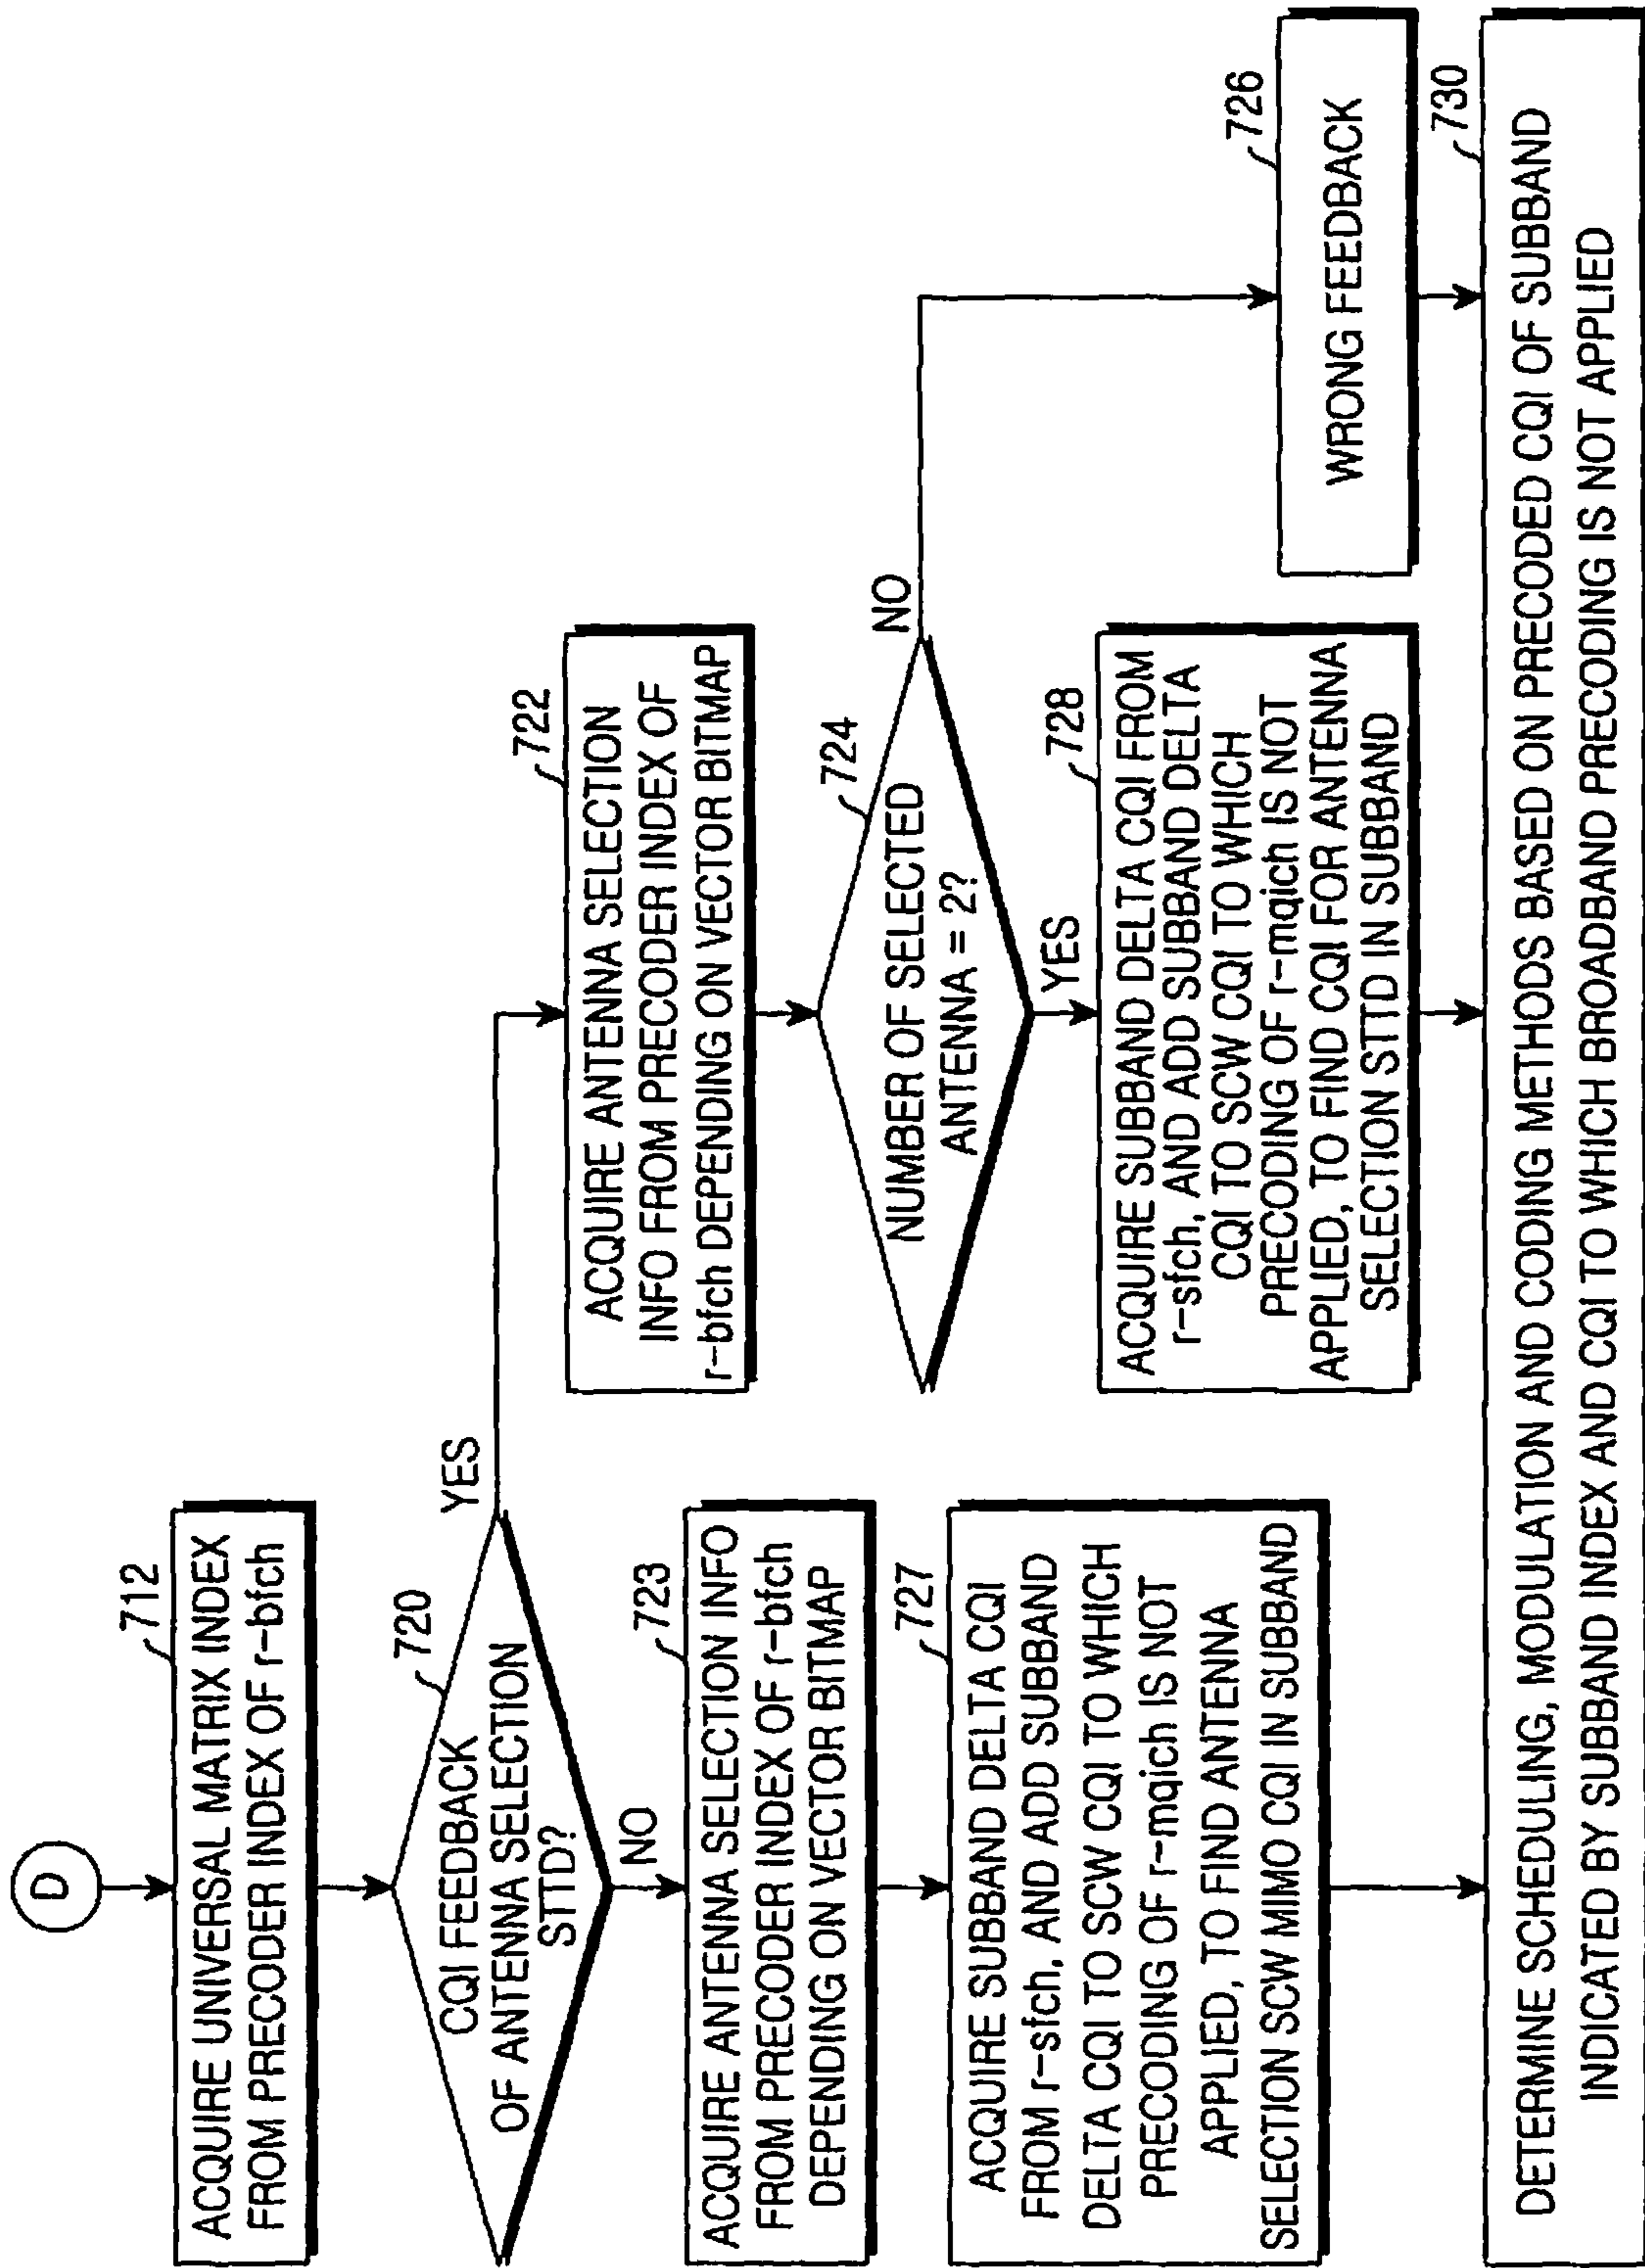 D
712
ACQUIRE UNIVERSAL MATRIX INDEX
FROM PRECODER INDEX OF r-bfch
720
CQI FEEDBACK
OF ANTENNA SELECTION
STTD?
YES
NO
722
ACQUIRE ANTENNA SELECTION
INFO FROM PRECODER INDEX OF
r-bfch DEPENDING ON VECTOR BITMAP
723
ACQUIRE ANTENNA SELECTION INFO
FROM PRECODER INDEX OF r-bfch
DEPENDING ON VECTOR BITMAP
724
NUMBER OF SELECTED
ANTENNA = 2?
NO
YES
726
WRONG FEEDBACK
727
ACQUIRE SUBBAND DELTA CQI
FROM r-sfch, AND ADD SUBBAND
DELTA CQI TO SCW CQI TO WHICH
PRECODING OF r-mqich IS NOT
APPLIED, TO FIND ANTENNA
SELECTION SCW MIMO CQI IN SUBBAND
728
ACQUIRE SUBBAND DELTA CQI FROM
r-sfch, AND ADD SUBBAND DELTA
CQI TO SCW CQI TO WHICH
PRECODING OF r-mqich IS NOT
APPLIED, TO FIND CQI FOR ANTENNA
SELECTION STTD IN SUBBAND
730
DETERMINE SCHEDULING, MODULATION AND CODING METHODS BASED ON PRECODED CQI OF SUBBAND
INDICATED BY SUBBAND INDEX AND CQI TO WHICH BROADBAND PRECODING IS NOT APPLIED